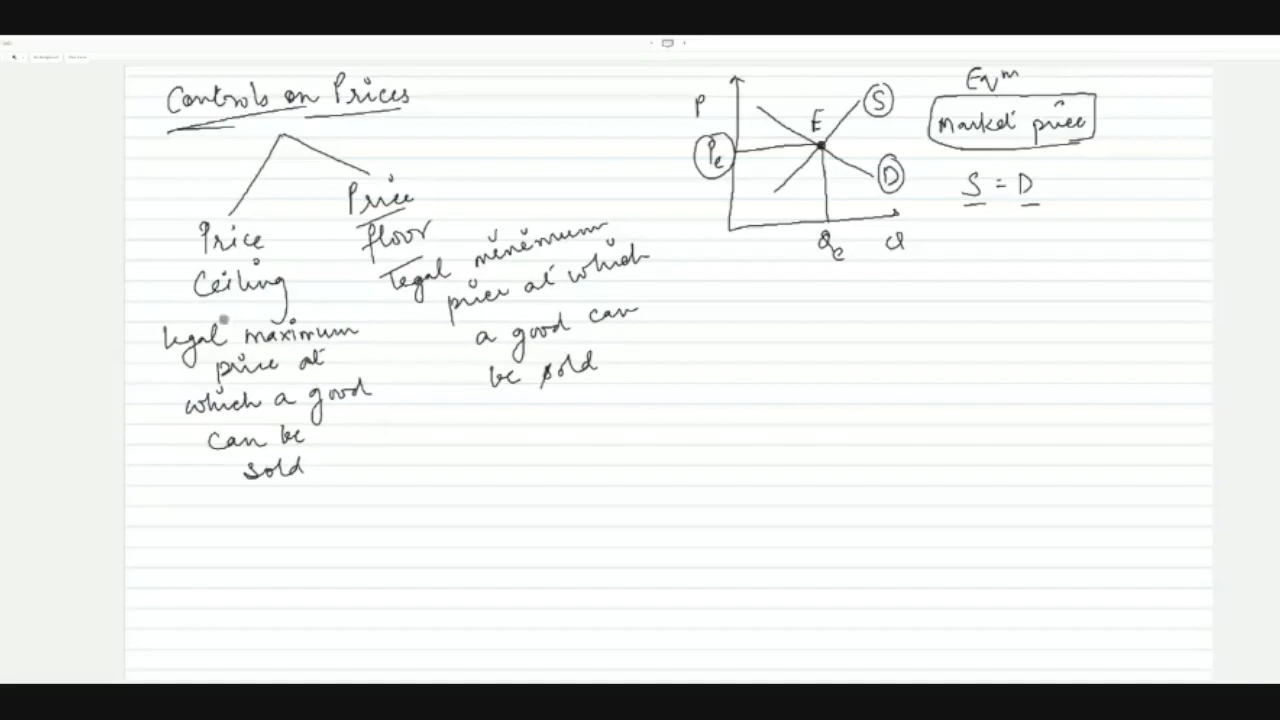 Controls on Prices
Price
Ceiling
legal maximum
price at
which a good
can be
sold
Price
floor
legal minimum
price at which
a good can
be sold
P
Pe
E
S
D
Qe
Q
Eqm
Market price
S = D